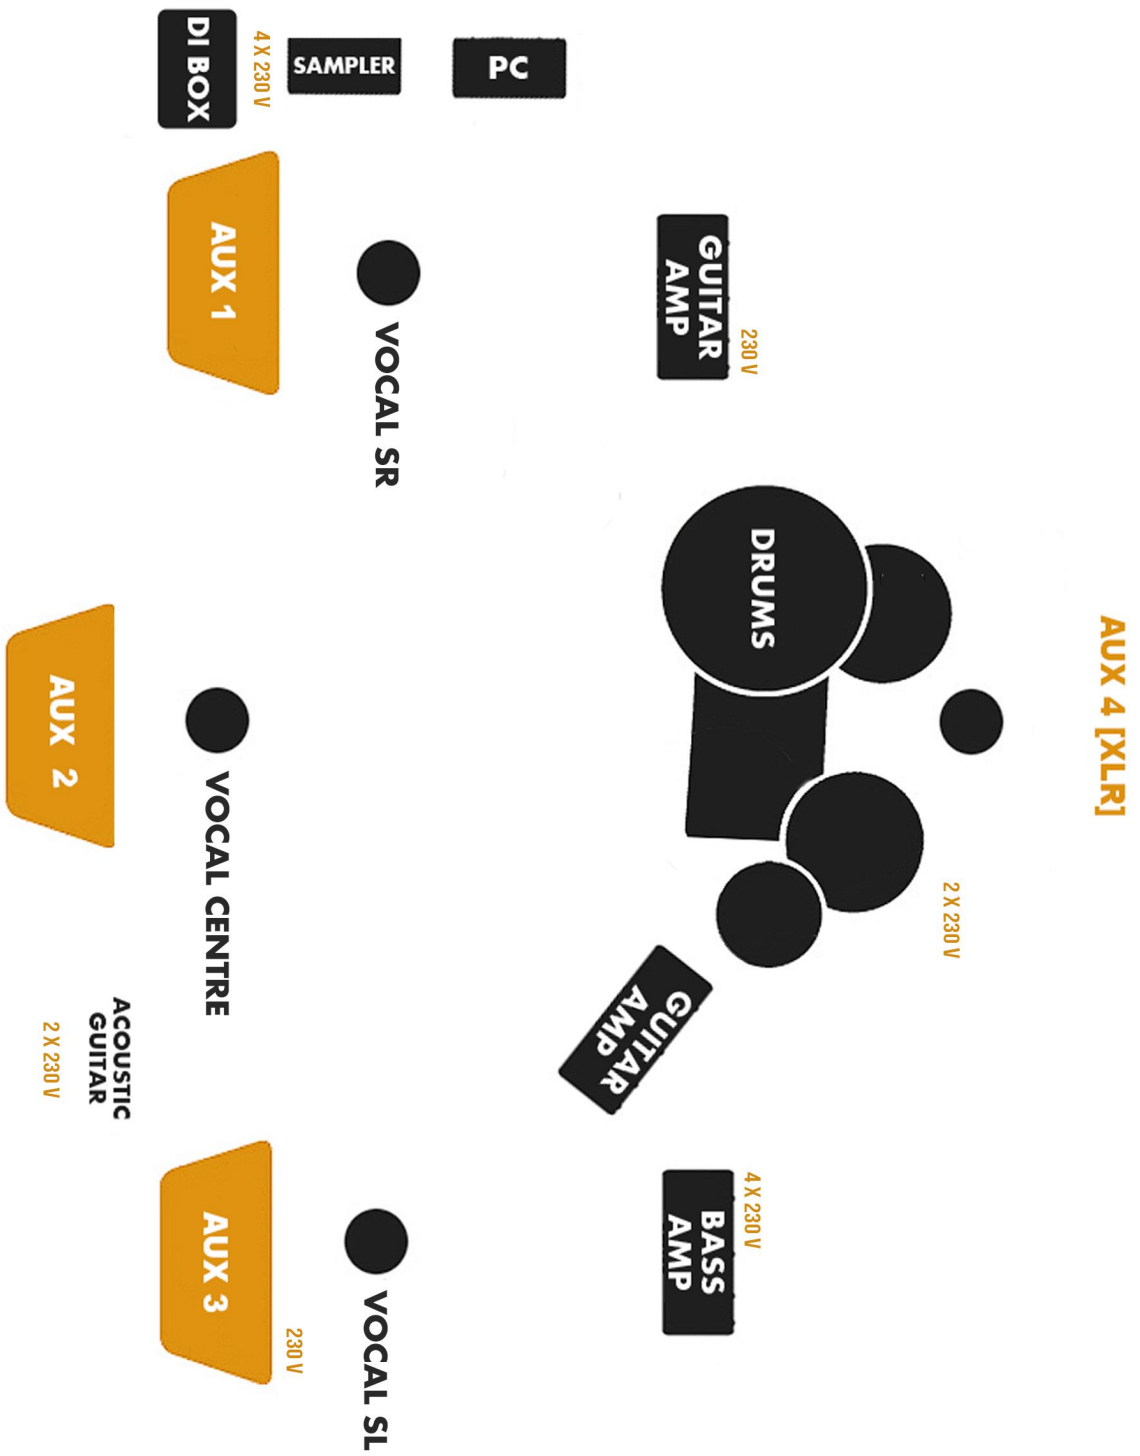 AUX 4 [XLR]
2 X 230 V
230 V
4 X 230 V
GUITAR
AMP
DRUMS
GUITAR
AMP
BASS
AMP
PC
SAMPLER
VOCAL SR
VOCAL SL
4 X 230 V
230 V
DI BOX
AUX 1
VOCAL CENTRE
AUX 3
ACOUSTIC
GUITAR
2 X 230 V
AUX 2